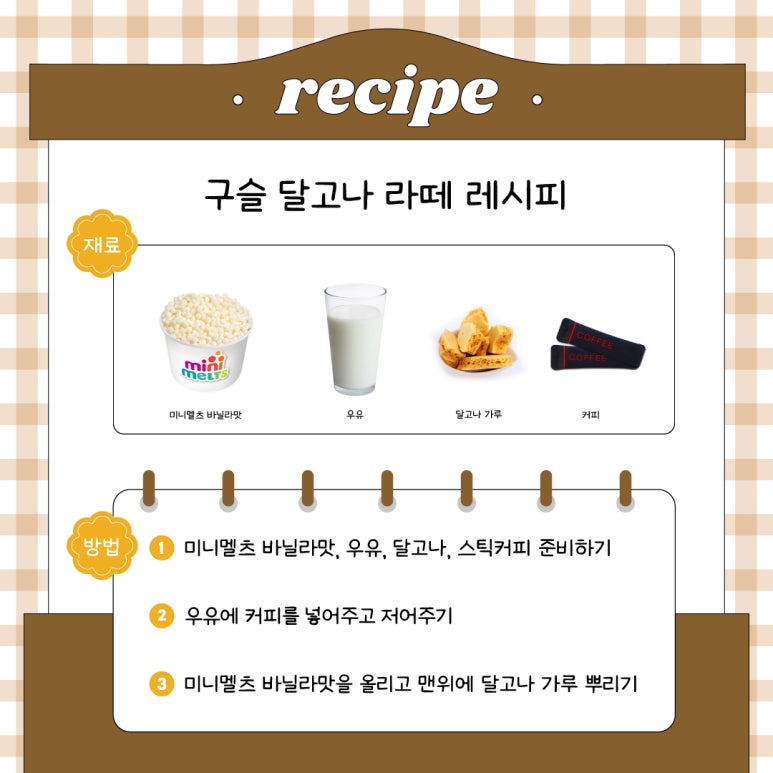 recipe
구슬 달고나 라떼 레시피
재료
mini
melts
COFFEE
COFFEE
미니멜츠 바닐라맛
우유
달고나 가루
커피
방법
1 미니멜츠 바닐라맛, 우유, 달고나, 스틱커피 준비하기
2 우유에 커피를 넣어주고 저어주기
3 미니멜츠 바닐라맛을 올리고 맨위에 달고나 가루 뿌리기